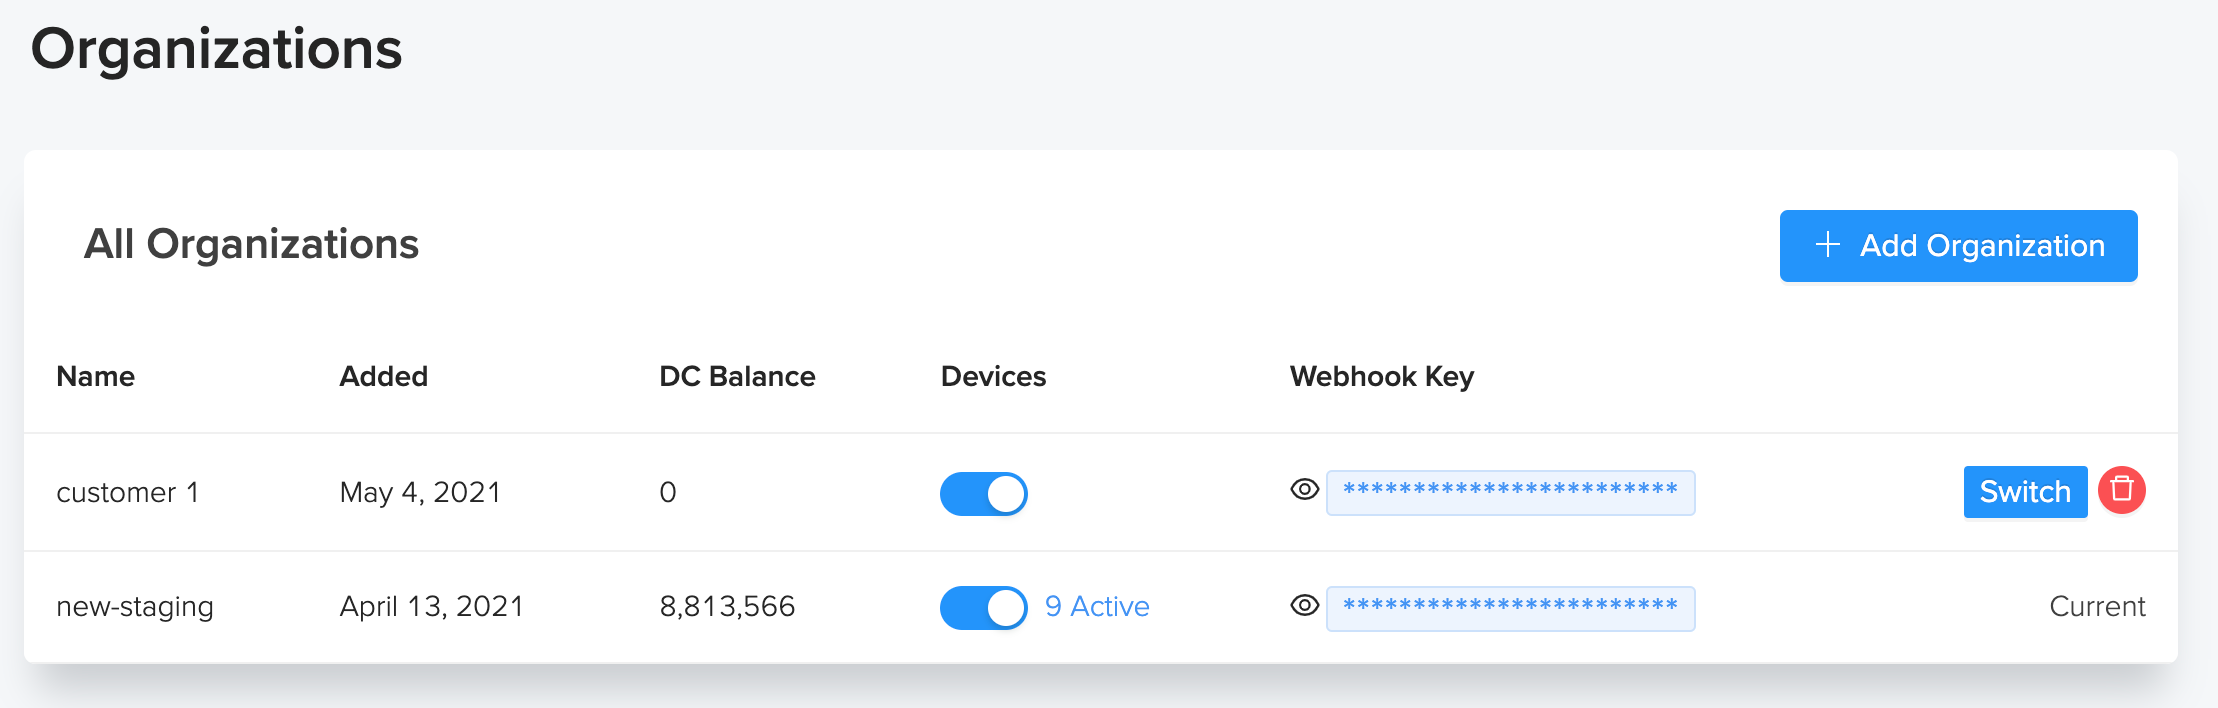 Organizations
All Organizations
+ Add Organization
Name Added DC Balance Devices Webhook Key
customer 1 May 4, 2021 0 ************************ Switch
new-staging April 13, 2021 8,813,566 9 Active ************************ Current